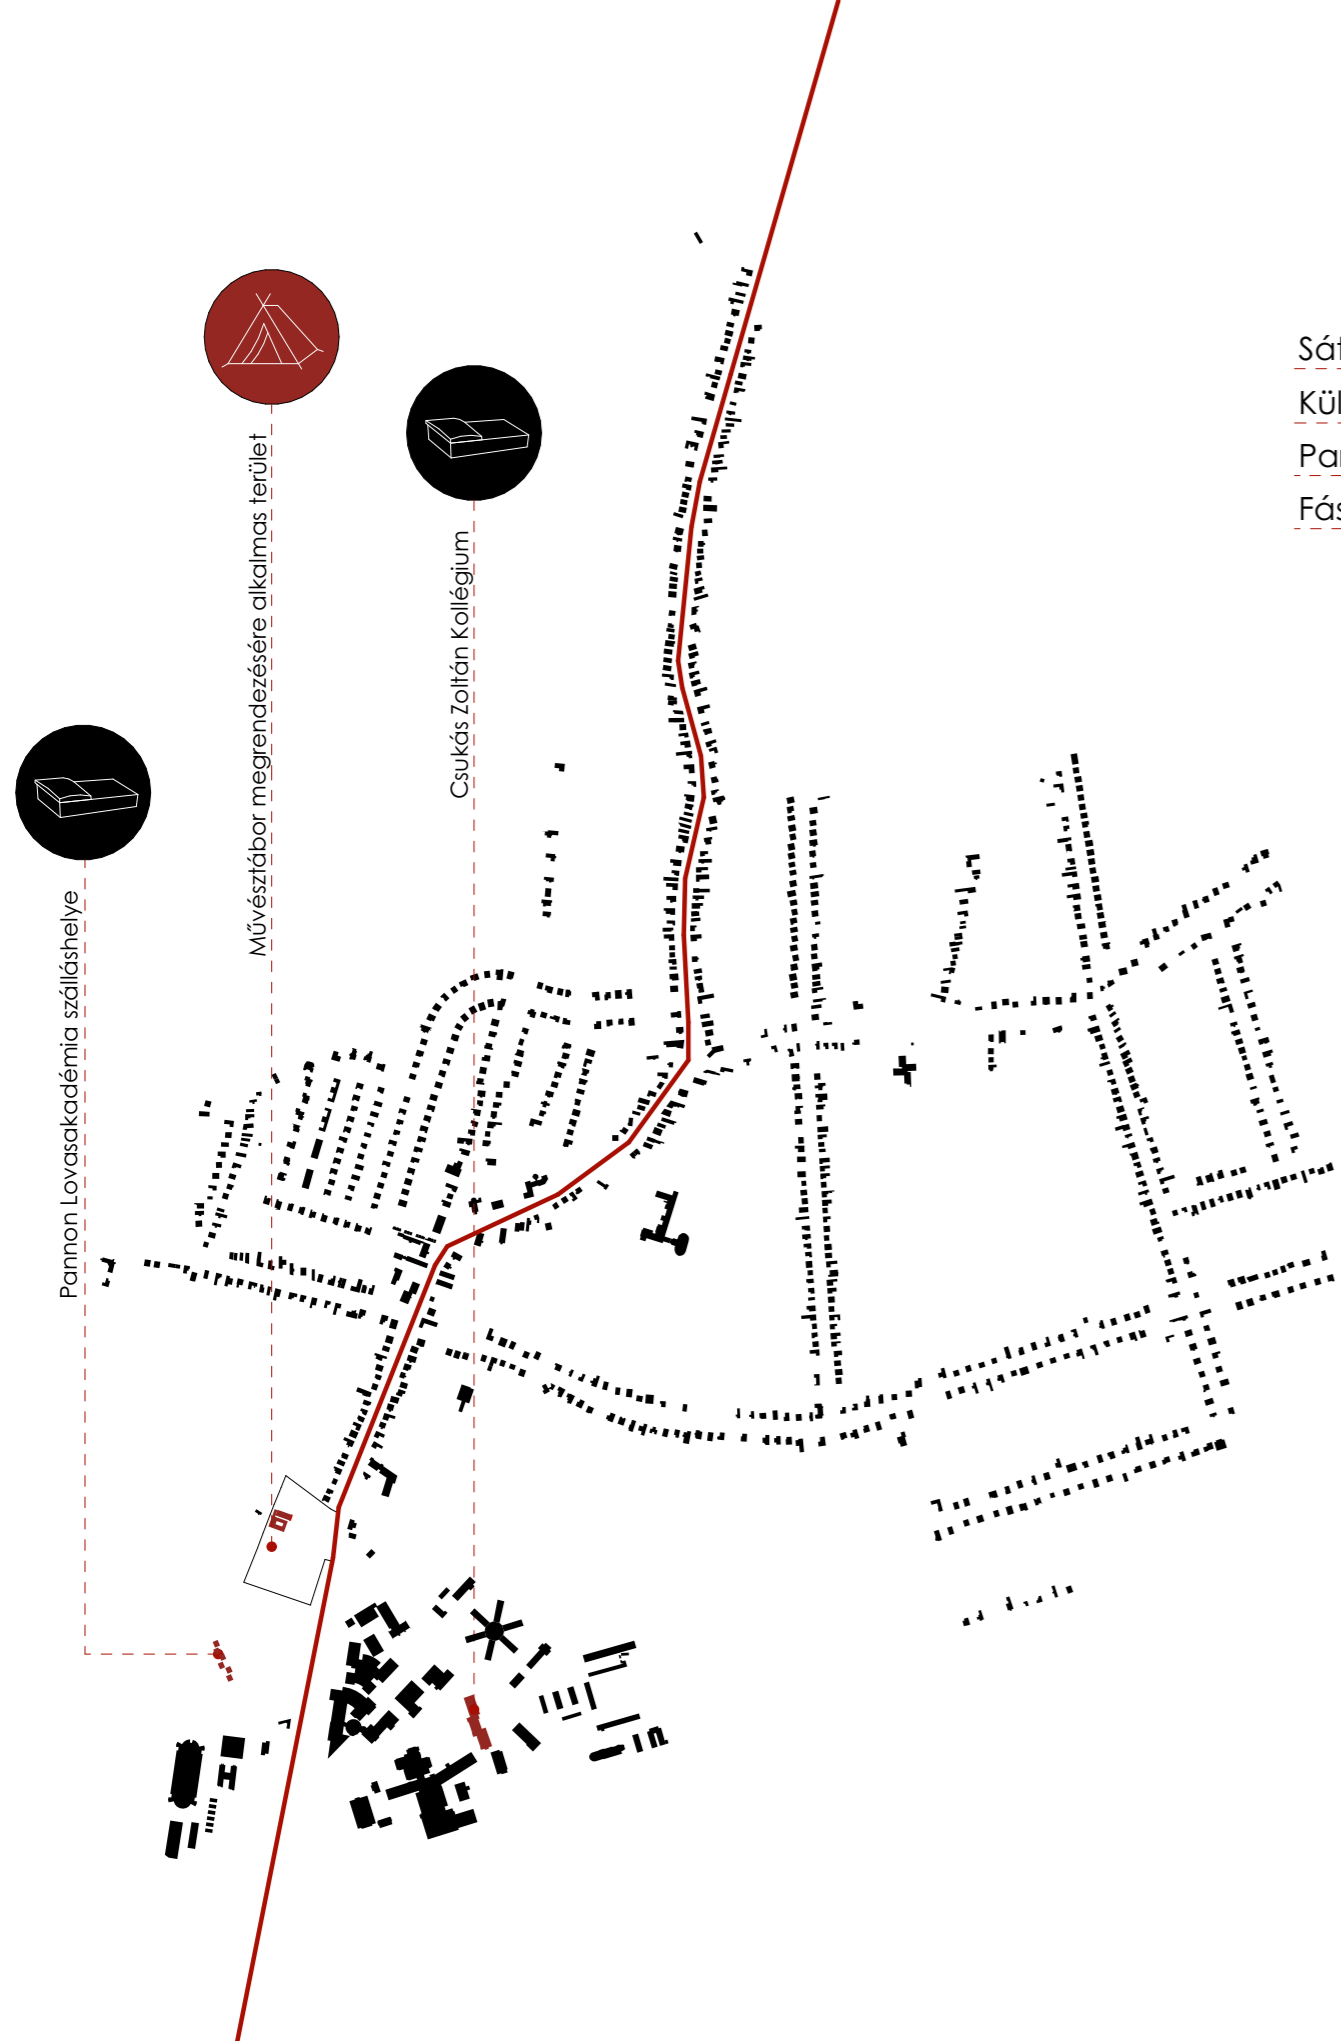 Művésztábor megrendezésére alkalmas terület
Csukás Zoltán Kollégium
Pannon Lovasakadémia szálláshelye